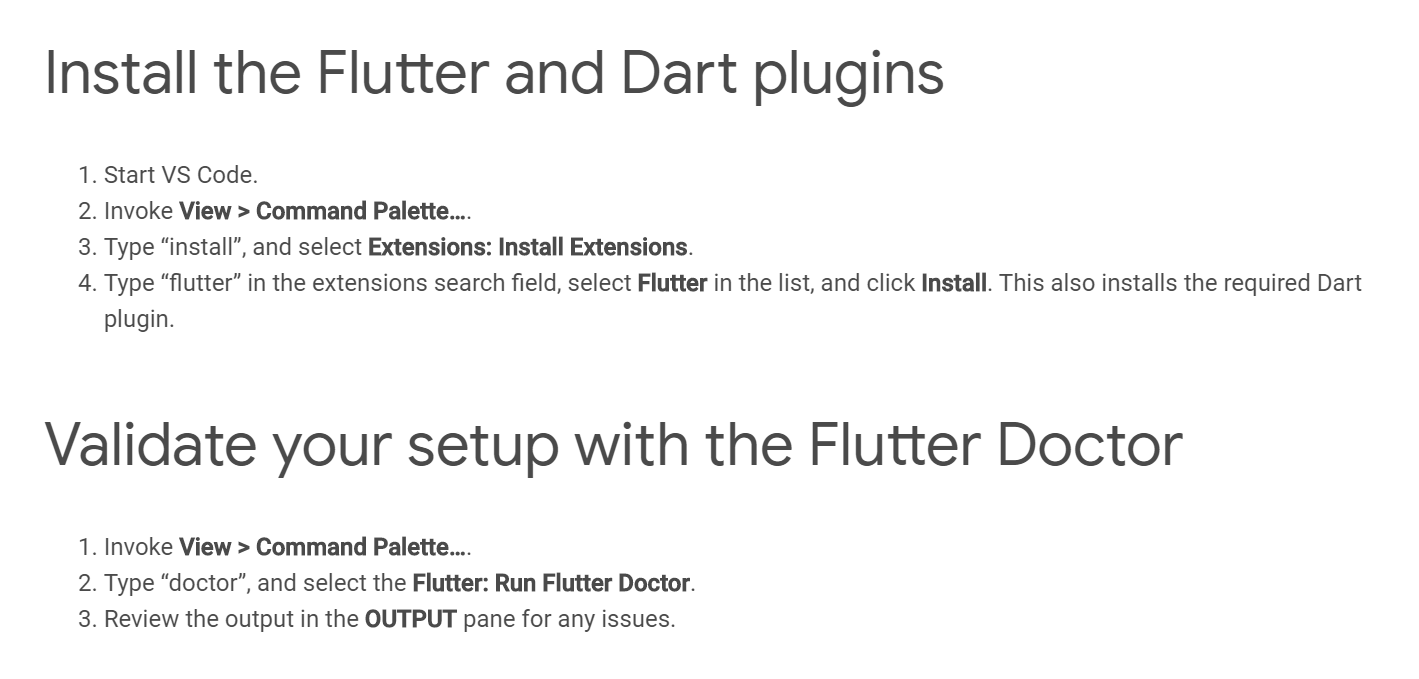 Install the Flutter and Dart plugins
1. Start VS Code.
2. Invoke View > Command Palette….
3. Type “install”, and select Extensions: Install Extensions.
4. Type “flutter” in the extensions search field, select Flutter in the list, and click Install. This also installs the required Dart
plugin.
Validate your setup with the Flutter Doctor
1. Invoke View > Command Palette….
2. Type “doctor”, and select the Flutter: Run Flutter Doctor.
3. Review the output in the OUTPUT pane for any issues.